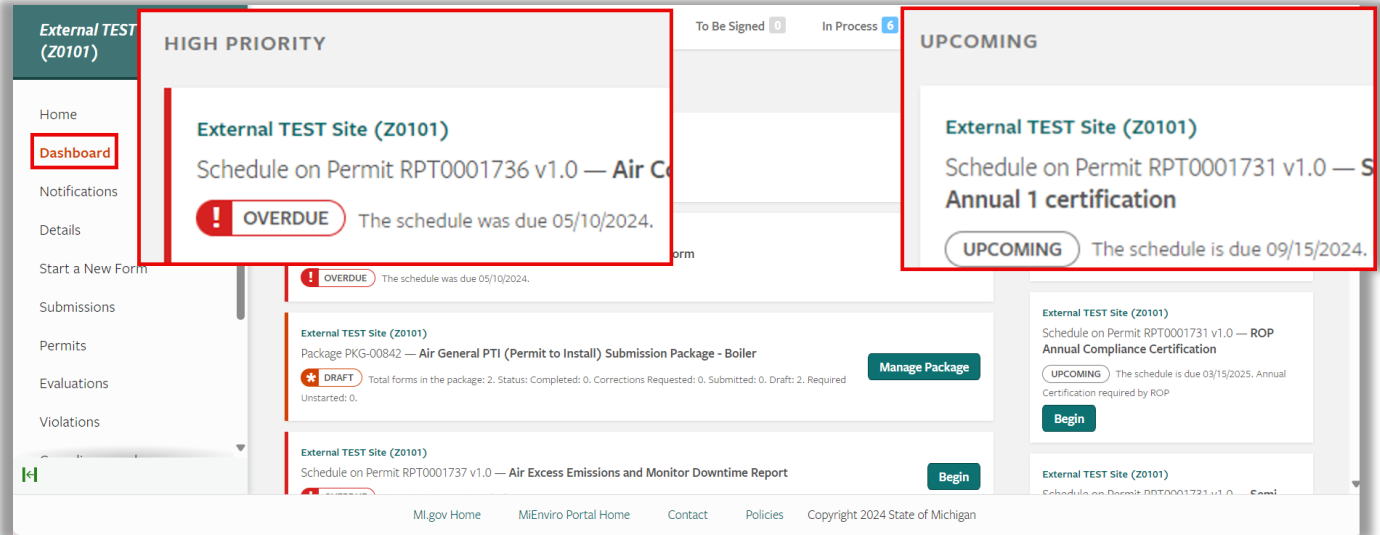 External TEST
(Z0101)
Home
Dashboard
Notifications
Details
Start a New Form
Submissions
Permits
Evaluations
Violations
To Be Signed 0
In Process 6
HIGH PRIORITY
External TEST Site (Z0101)
Schedule on Permit RPT0001736 v1.0 — Air
! OVERDUE The schedule was due 05/10/2024.
orm
! OVERDUE The schedule was due 05/10/2024.
External TEST Site (Z0101)
Package PKG-00842 — Air General PTI (Permit to Install) Submission Package - Boiler
* DRAFT Total forms in the package: 2. Status: Completed: 0. Corrections Requested: 0. Submitted: 0. Draft: 2. Required
Unstarted: 0.
Manage Package
External TEST Site (Z0101)
Schedule on Permit RPT0001737 v1.0 — Air Excess Emissions and Monitor Downtime Report
Begin
UPCOMING
External TEST Site (Z0101)
Schedule on Permit RPT0001731 v1.0 — S
Annual 1 certification
UPCOMING The schedule is due 09/15/2024.
External TEST Site (Z0101)
Schedule on Permit RPT0001731 v1.0 — ROP
Annual Compliance Certification
UPCOMING The schedule is due 03/15/2025. Annual
Certification required by ROP
Begin
External TEST Site (Z0101)
Schedule on Permit RPT0001731 v1.0 — Semi
MI.gov Home MiEnviro Portal Home Contact Policies Copyright 2024 State of Michigan